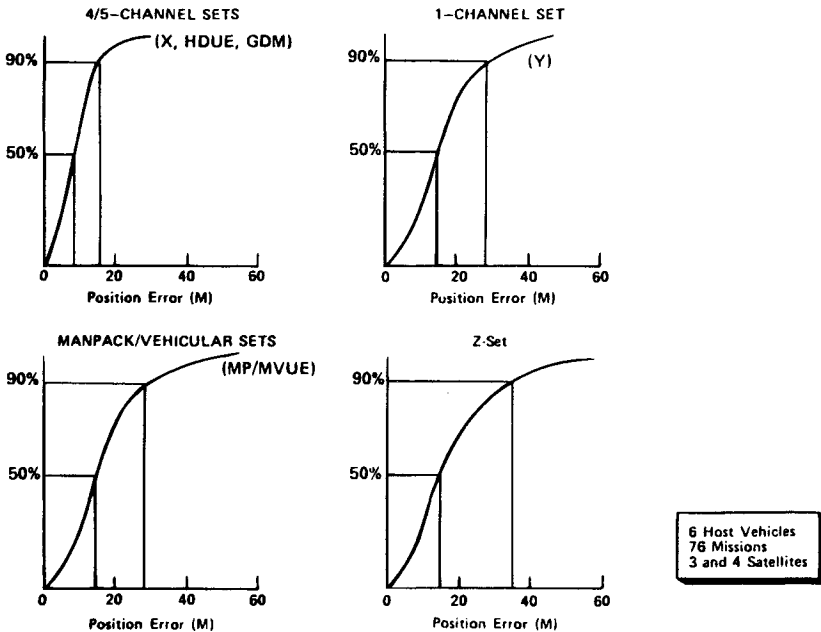 4/5-CHANNEL SETS
(X, HDUE, GDM)
90%
50%
0 20 40 60
Position Error (M)
1-CHANNEL SET
(Y)
90%
50%
0 20 40 60
Position Error (M)
MANPACK/VEHICULAR SETS
(MP/MVUE)
90%
50%
0 20 40 60
Position Error (M)
Z-Set
90%
50%
0 20 40 60
Position Error (M)
6 Host Vehicles
76 Missions
3 and 4 Satellites